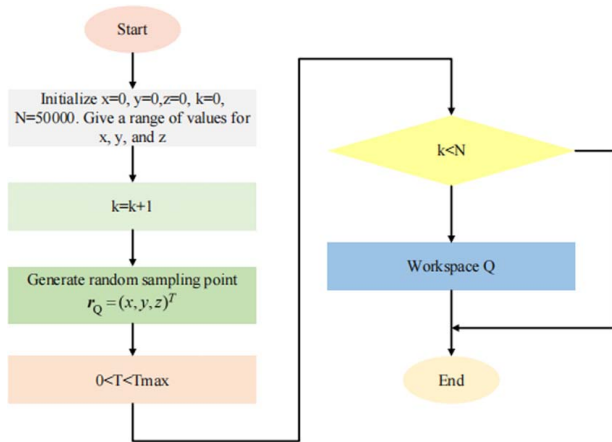 Start
Initialize x=0, y=0,z=0, k=0,
N=50000. Give a range of values for
x, y, and z
k=k+1
Generate random sampling point
r_Q = (x, y, z)^T
0<T<Tmax
k<N
Workspace Q
End